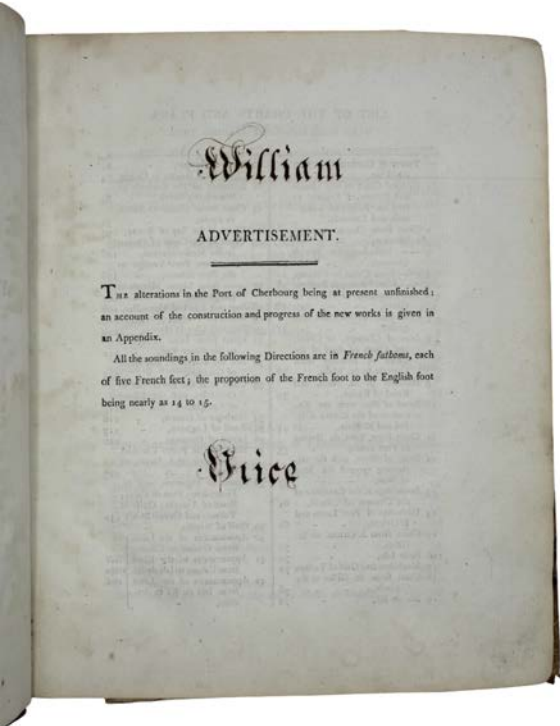 William
ADVERTISEMENT.
THE alterations in the Port of Cherbourg being at present unfinished;
an account of the construction and progress of the new works is given in
an Appendix.
All the soundings in the following Directions are in French fathoms, each
of five French feet; the proportion of the French foot to the English foot
being nearly as 14 to 15.
Price